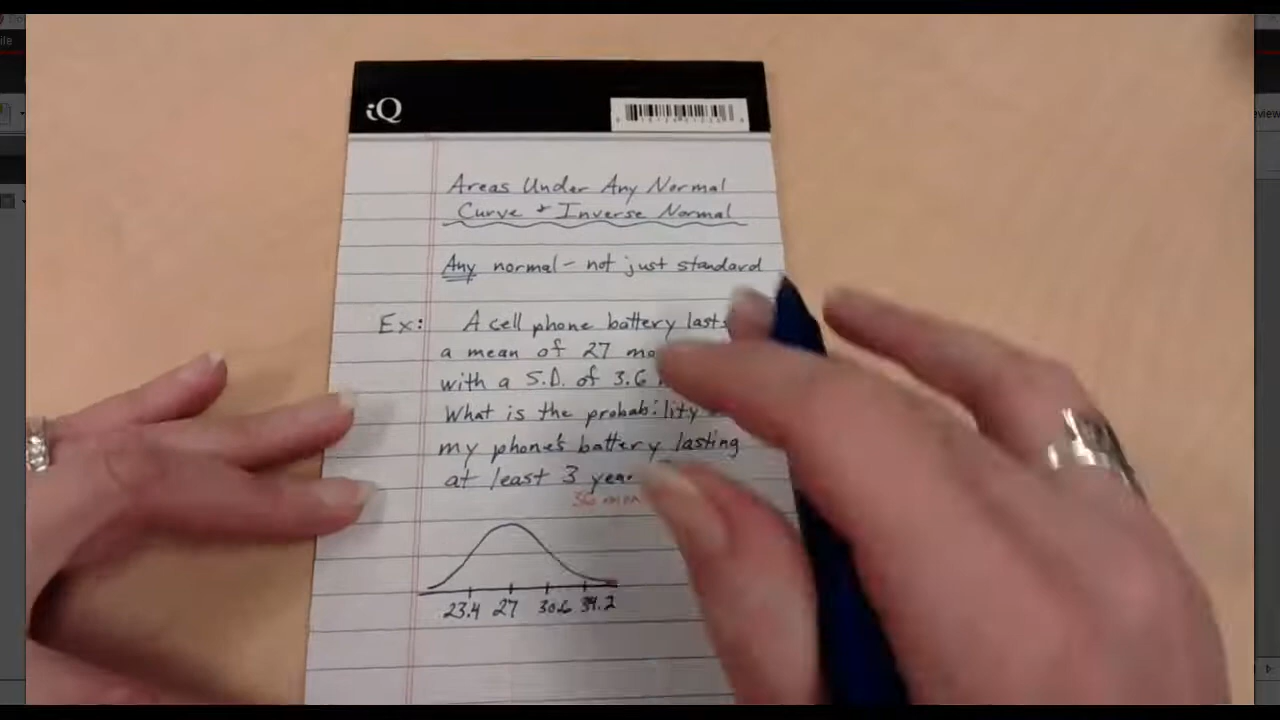 iQ
Areas Under Any Normal
Curve + Inverse Normal
Any normal - not just standard
Ex: A cell phone battery lasts
a mean of 27 mo
with a S.D. of 3.6
What is the probability
my phone's battery lasting
at least 3 year
36
23.4 27 30.6 34.2